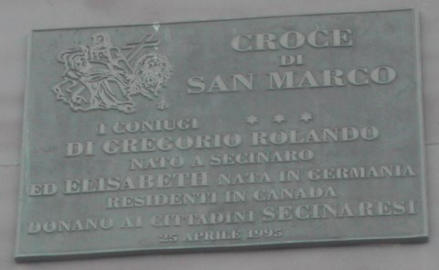 CROCE
DI
SAN MARCO
* * *
I CONIUGI
DI GREGORIO ROLANDO
NATO A SECINARO
ED ELISABETH NATA IN GERMANIA
RESIDENTI IN CANADA
DONANO AI CITTADINI SECINARESI
25 APRILE 1995